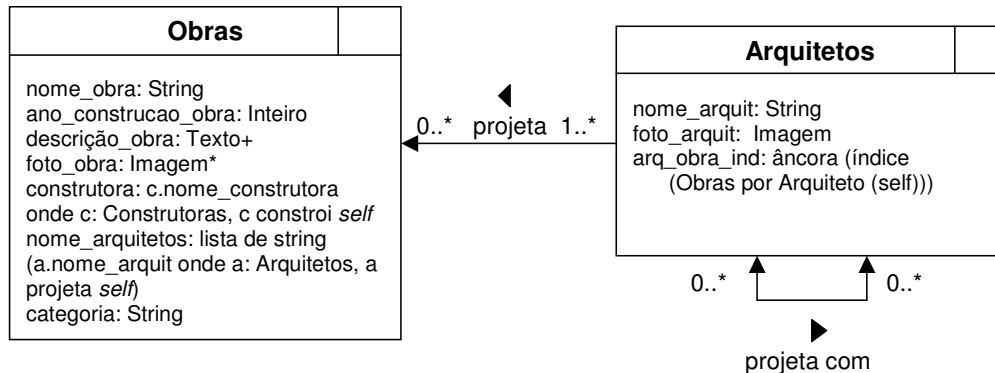 Obras
nome_obra: String
ano_construcao_obra: Inteiro
descrição_obra: Texto+
foto_obra: Imagem*
construtora: c.nome_construtora
onde c: Construtoras, c constroi self
nome_arquitetos: lista de string
(a.nome_arquit onde a: Arquitetos, a
projeta self)
categoria: String
0..* projeta 1..*
Arquitetos
nome_arquit: String
foto_arquit: Imagem
arq_obra_ind: âncora (índice
(Obras por Arquiteto (self)))
0..* 0..*
projeta com